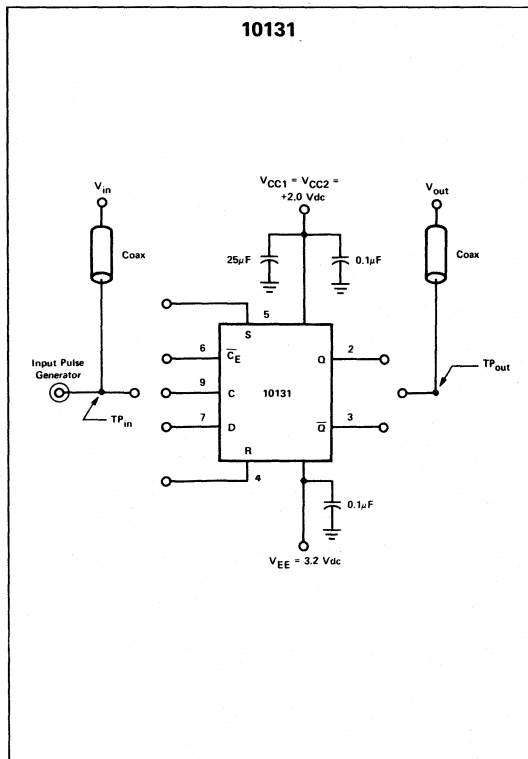 10131
V_CC1 = V_CC2 =
+2.0 Vdc
V_in
V_out
Coax
Coax
25μF
0.1μF
5
S
6
C̅_E
Q
2
Input Pulse
Generator
9
C
10131
TP_out
TP_in
7
D
Q̅
3
R
4
0.1μF
V_EE = 3.2 Vdc